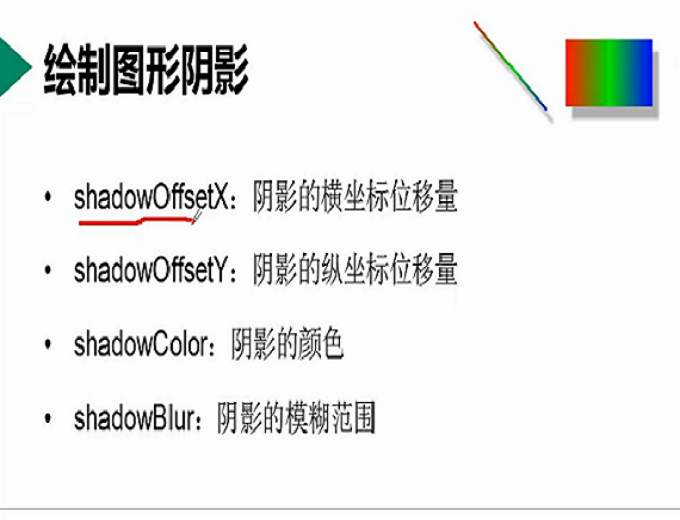 绘制图形阴影
• shadowOffsetX：阴影的横坐标位移量
• shadowOffsetY：阴影的纵坐标位移量
• shadowColor：阴影的颜色
• shadowBlur：阴影的模糊范围